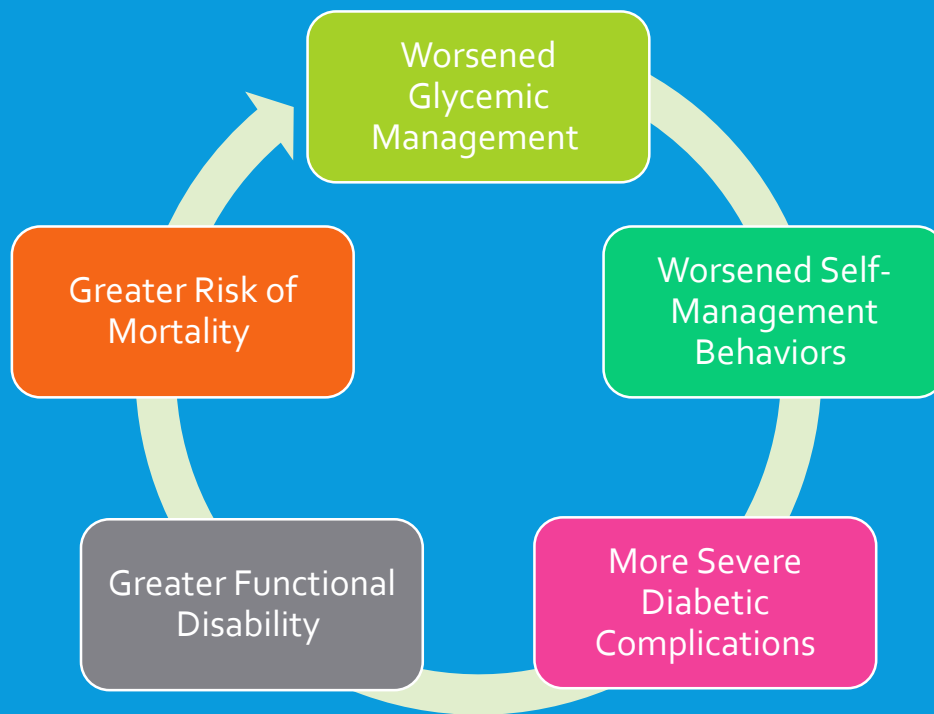 Worsened
Glycemic
Management
Worsened Self-
Management
Behaviors
More Severe
Diabetic
Complications
Greater Functional
Disability
Greater Risk of
Mortality